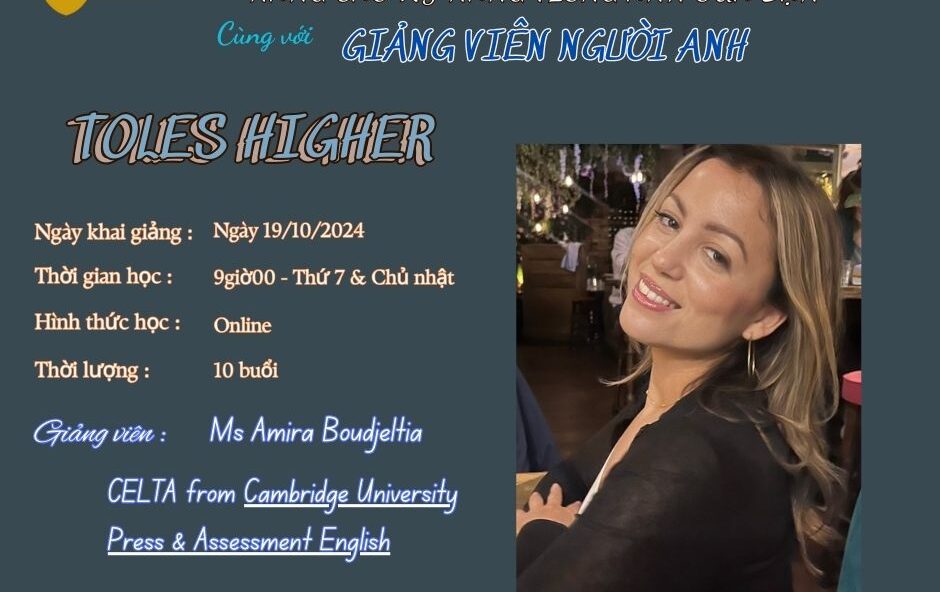 Cùng với
GIẢNG VIÊN NGƯỜI ANH
TOLES HIGHER
Ngày khai giảng : Ngày 19/10/2024
Thời gian học : 9giờ00 - Thứ 7 & Chủ nhật
Hình thức học : Online
Thời lượng : 10 buổi
Giảng viên : Ms Amira Boudjeltia
CELTA from Cambridge University
Press & Assessment English